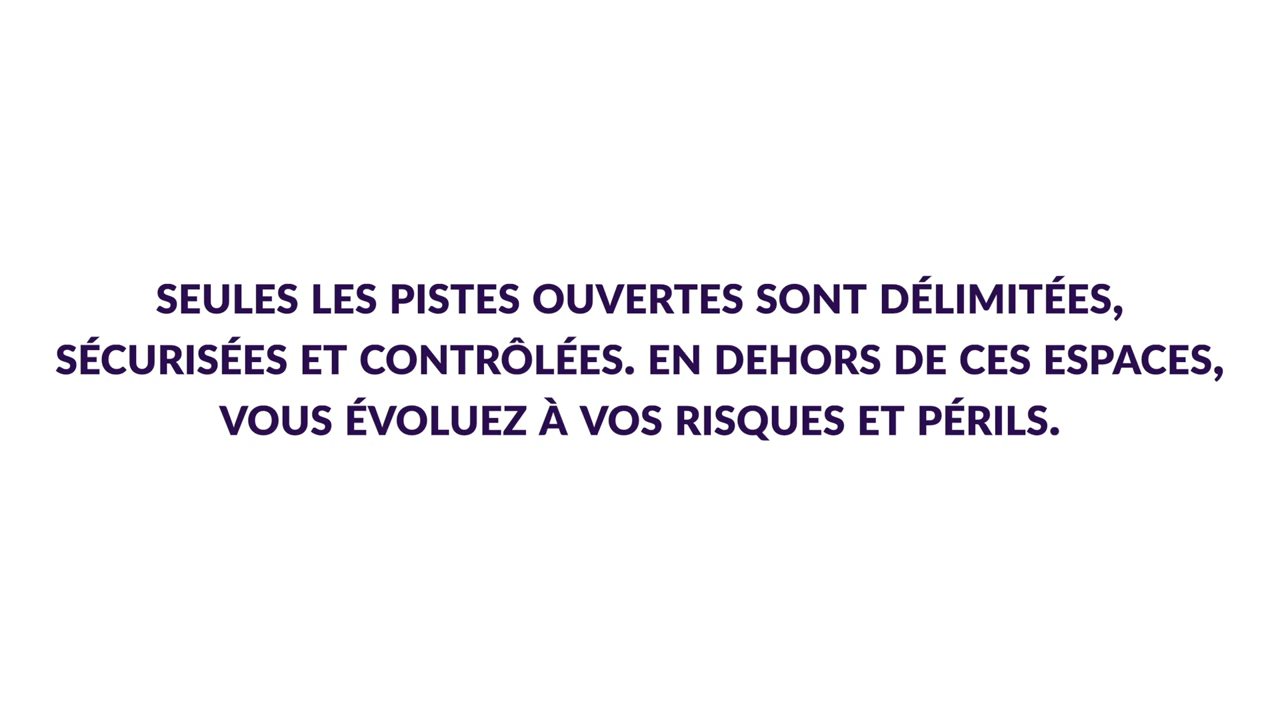 SEULES LES PISTES OUVERTES SONT DÉLIMITÉES,
SÉCURISÉES ET CONTRÔLÉES. EN DEHORS DE CES ESPACES,
VOUS ÉVOLUEZ À VOS RISQUES ET PÉRILS.